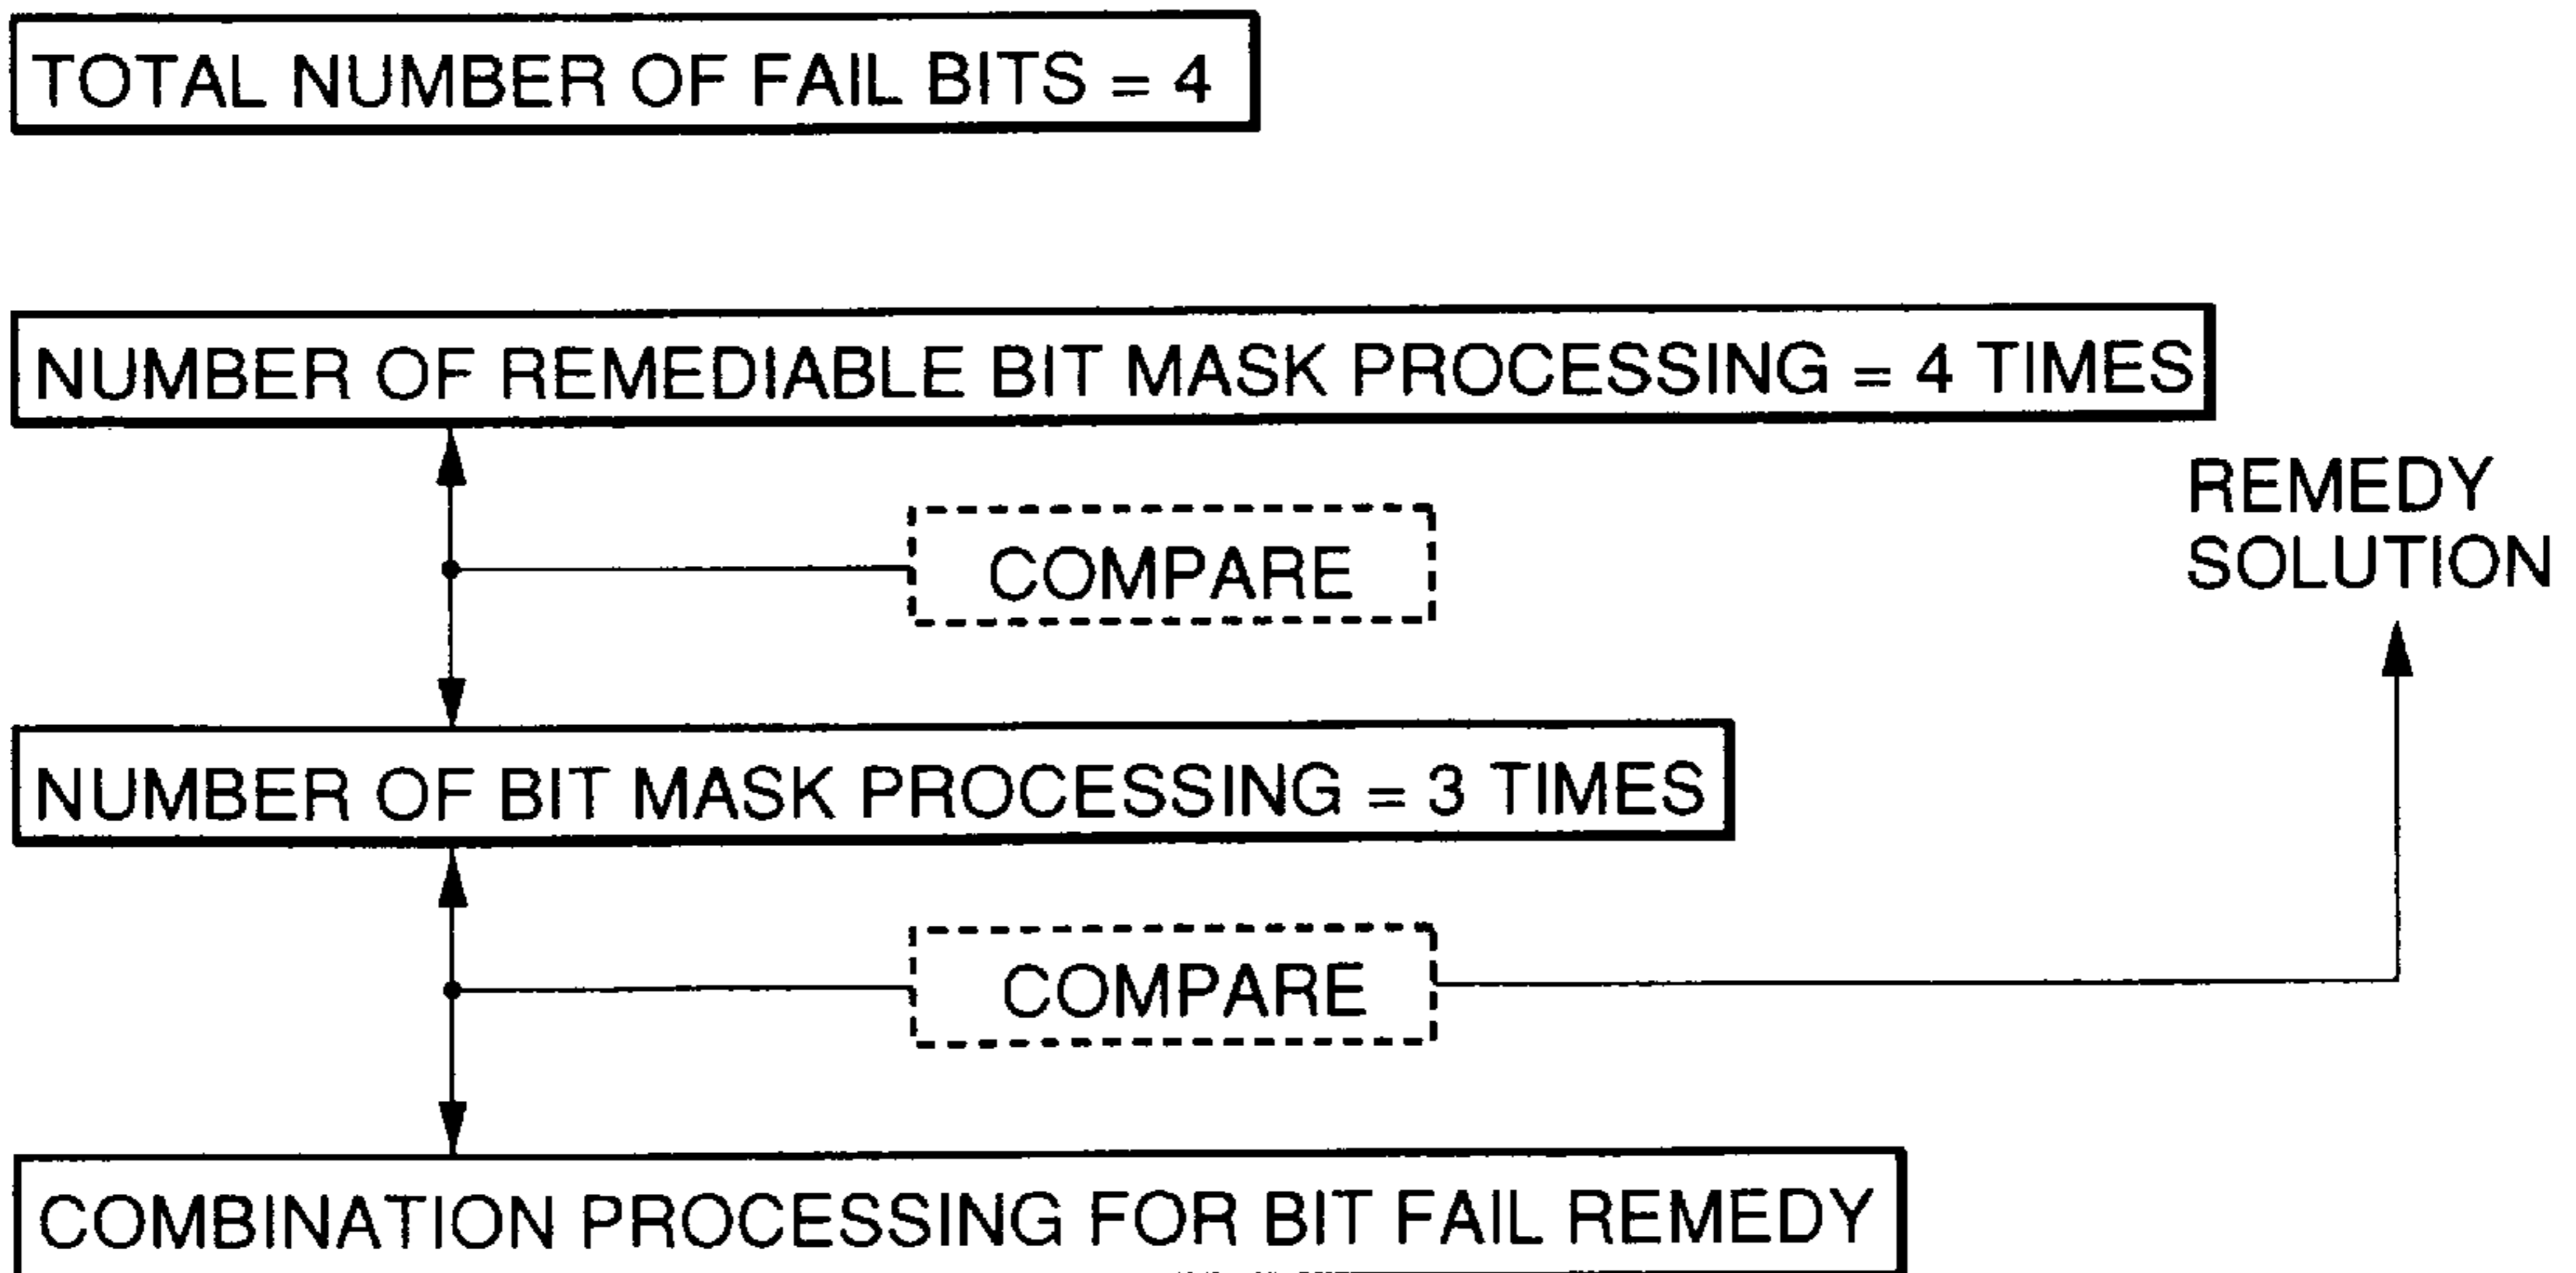 TOTAL NUMBER OF FAIL BITS = 4
NUMBER OF REMEDIABLE BIT MASK PROCESSING = 4 TIMES
REMEDY
SOLUTION
COMPARE
NUMBER OF BIT MASK PROCESSING = 3 TIMES
COMPARE
COMBINATION PROCESSING FOR BIT FAIL REMEDY